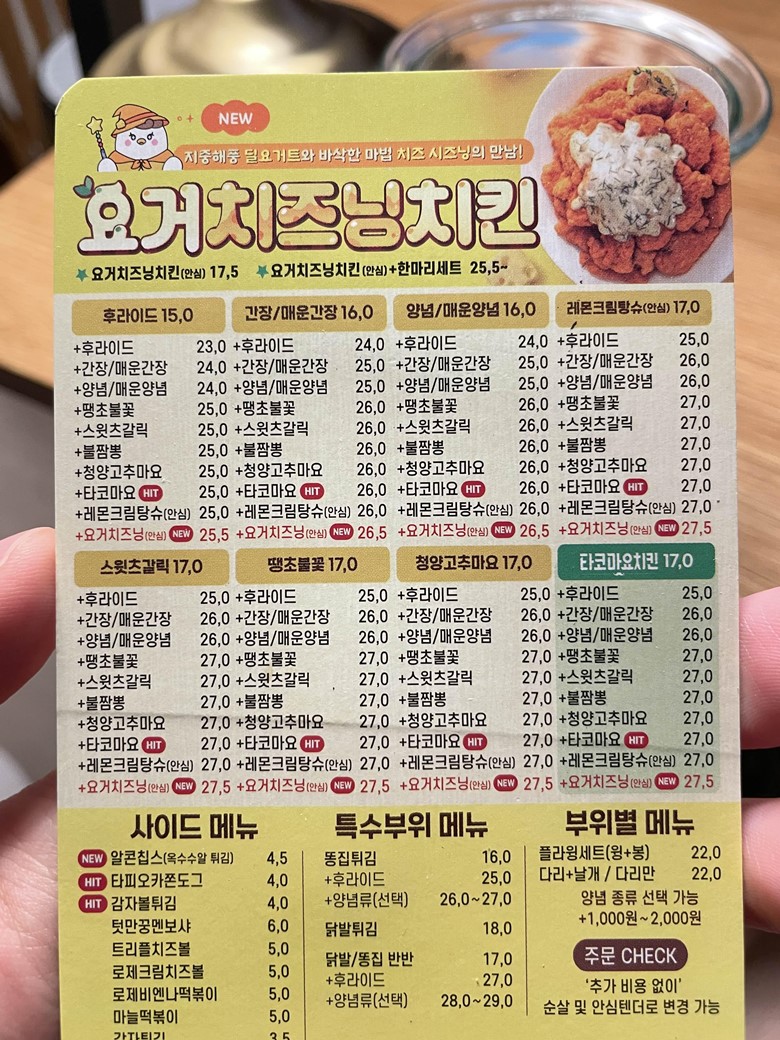 NEW
지중해풍 딜요거트와 바삭한 마법 치즈 시즈닝의 만남!
요거치즈닝치킨
요거치즈닝치킨(안심) 17,5 요거치즈닝치킨(안심)+한마리세트 25,5~
후라이드 15,0
+후라이드 23,0
+간장/매운간장 24,0
+양념/매운양념 24,0
+땡초불꽃 25,0
+스윗츠갈릭 25,0
+불짬뽕 25,0
+청양고추마요 25,0
+타코마요 HIT 25,0
+레몬크림탕슈(안심) 25,0
+요거치즈닝(안심) NEW 25,5
간장/매운간장 16,0
+후라이드 24,0
+간장/매운간장 25,0
+양념/매운양념 25,0
+땡초불꽃 26,0
+스윗츠갈릭 26,0
+불짬뽕 26,0
+청양고추마요 26,0
+타코마요 HIT 26,0
+레몬크림탕슈(안심) 26,0
+요거치즈닝(안심) NEW 26,5
양념/매운양념 16,0
+후라이드 24,0
+간장/매운간장 25,0
+양념/매운양념 25,0
+땡초불꽃 26,0
+스윗츠갈릭 26,0
+불짬뽕 26,0
+청양고추마요 26,0
+타코마요 HIT 26,0
+레몬크림탕슈(안심) 26,0
+요거치즈닝(안심) NEW 26,5
레몬크림탕슈(안심) 17,0
+후라이드 25,0
+간장/매운간장 26,0
+양념/매운양념 26,0
+땡초불꽃 27,0
+스윗츠갈릭 27,0
+불짬뽕 27,0
+청양고추마요 27,0
+타코마요 HIT 27,0
+레몬크림탕슈(안심) 27,0
+요거치즈닝(안심) NEW 27,5
스윗츠갈릭 17,0
+후라이드 25,0
+간장/매운간장 26,0
+양념/매운양념 26,0
+땡초불꽃 27,0
+스윗츠갈릭 27,0
+불짬뽕 27,0
+청양고추마요 27,0
+타코마요 HIT 27,0
+레몬크림탕슈(안심) 27,0
+요거치즈닝(안심) NEW 27,5
땡초불꽃 17,0
+후라이드 25,0
+간장/매운간장 26,0
+양념/매운양념 26,0
+땡초불꽃 27,0
+스윗츠갈릭 27,0
+불짬뽕 27,0
+청양고추마요 27,0
+타코마요 HIT 27,0
+레몬크림탕슈(안심) 27,0
+요거치즈닝(안심) NEW 27,5
청양고추마요 17,0
+후라이드 25,0
+간장/매운간장 26,0
+양념/매운양념 26,0
+땡초불꽃 27,0
+스윗츠갈릭 27,0
+불짬뽕 27,0
+청양고추마요 27,0
+타코마요 HIT 27,0
+레몬크림탕슈(안심) 27,0
+요거치즈닝(안심) NEW 27,5
타코마요치킨 17,0
+후라이드 25,0
+간장/매운간장 26,0
+양념/매운양념 26,0
+땡초불꽃 27,0
+스윗츠갈릭 27,0
+불짬뽕 27,0
+청양고추마요 27,0
+타코마요 HIT 27,0
+레몬크림탕슈(안심) 27,0
+요거치즈닝(안심) NEW 27,5
사이드 메뉴
NEW 알콘칩스(옥수수알 튀김) 4,5
HIT 타피오카쫀도그 4,0
HIT 감자볼튀김 4,0
텃만꿍멘보샤 6,0
트리플치즈볼 5,0
로제크림치즈볼 5,0
로제비엔나떡볶이 5,0
마늘떡볶이 5,0
감자튀김 3,5
특수부위 메뉴
똥집튀김 16,0
+후라이드 25,0
+양념류(선택) 26,0~27,0
닭발튀김 18,0
닭발/똥집 반반 17,0
+후라이드 27,0
+양념류(선택) 28,0~29,0
부위별 메뉴
플라윙세트(윙+봉) 22,0
다리+날개 / 다리만 22,0
양념 종류 선택 가능
+1,000원~2,000원
주문 CHECK
'추가 비용 없이'
순살 및 안심텐더로 변경 가능